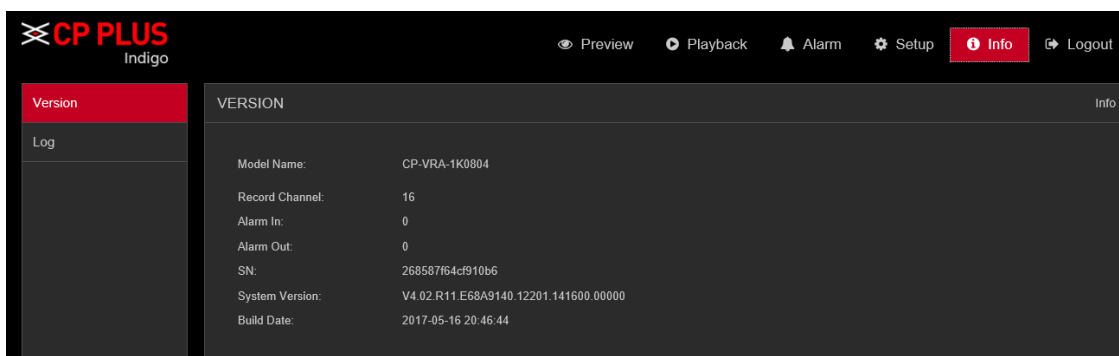 CP PLUS
Indigo
Preview
Playback
Alarm
Setup
Info
Logout
Version
Log
VERSION
Info
Model Name: CP-VRA-1K0804
Record Channel: 16
Alarm In: 0
Alarm Out: 0
SN: 268587f64cf910b6
System Version: V4.02.R11.E68A9140.12201.141600.00000
Build Date: 2017-05-16 20:46:44